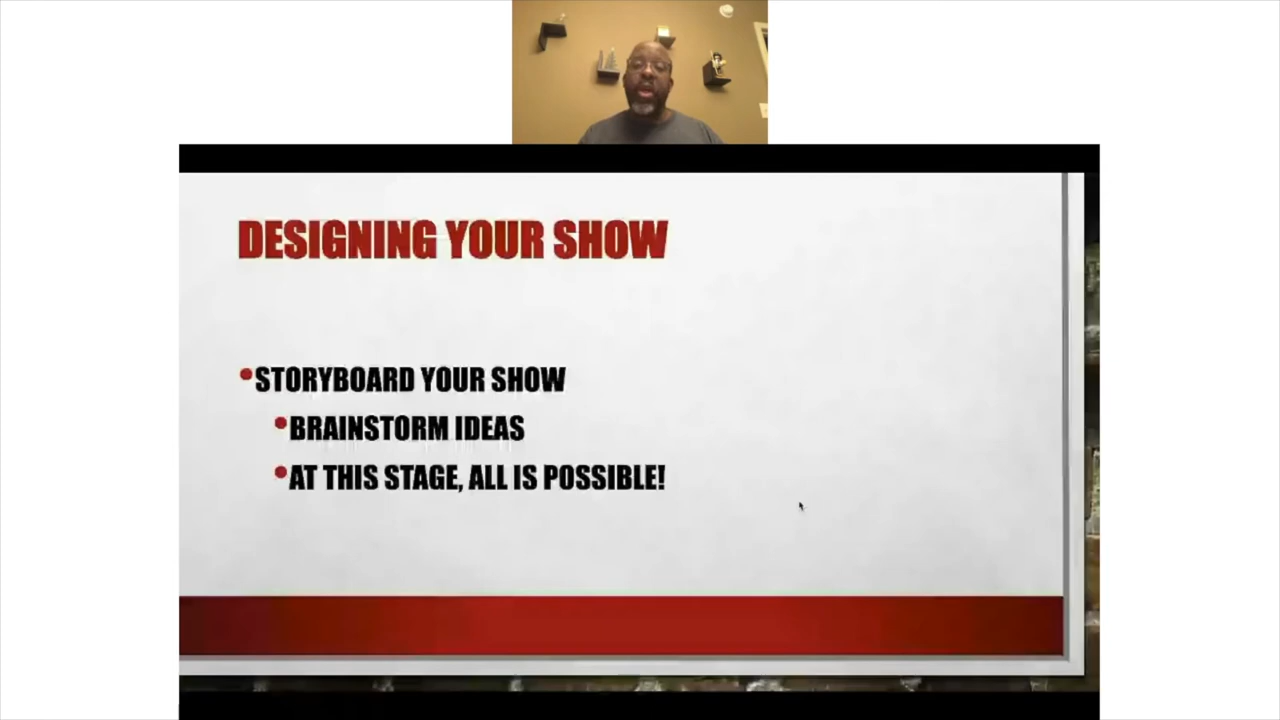 DESIGNING YOUR SHOW
•STORYBOARD YOUR SHOW
•BRAINSTORM IDEAS
•AT THIS STAGE, ALL IS POSSIBLE!